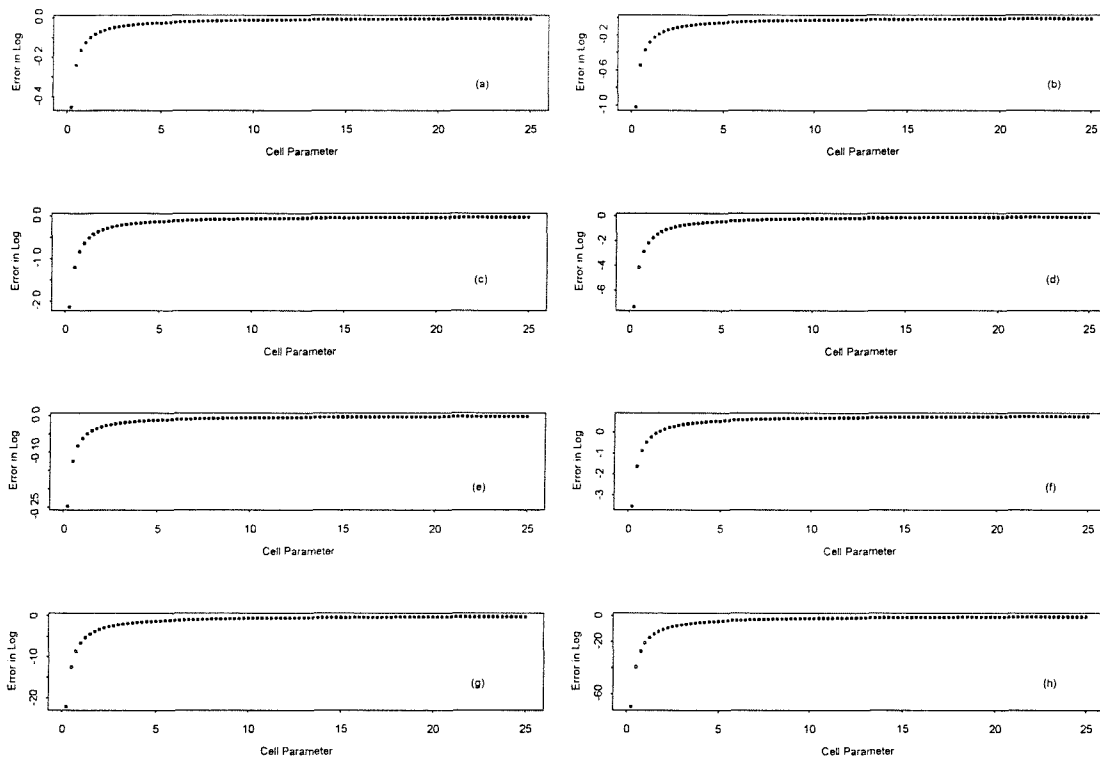 Error in Log
0 0
-0.2
-0.4
(a)
0 5 10 15 20 25
Cell Parameter
Error in Log
-0.2
-0.6
-1 0
(b)
0 5 10 15 20 25
Cell Parameter
Error in Log
0 0
-1 0
-2 0
(c)
0 5 10 15 20 25
Cell Parameter
Error in Log
0
-2
-4
-6
(d)
0 5 10 15 20 25
Cell Parameter
Error in Log
0 0
-0.10
-0.25
(e)
0 5 10 15 20 25
Cell Parameter
Error in Log
0
-1
-2
-3
(f)
0 5 10 15 20 25
Cell Parameter
Error in Log
0
-10
-20
(g)
0 5 10 15 20 25
Cell Parameter
Error in Log
0
-20
-60
(h)
0 5 10 15 20 25
Cell Parameter